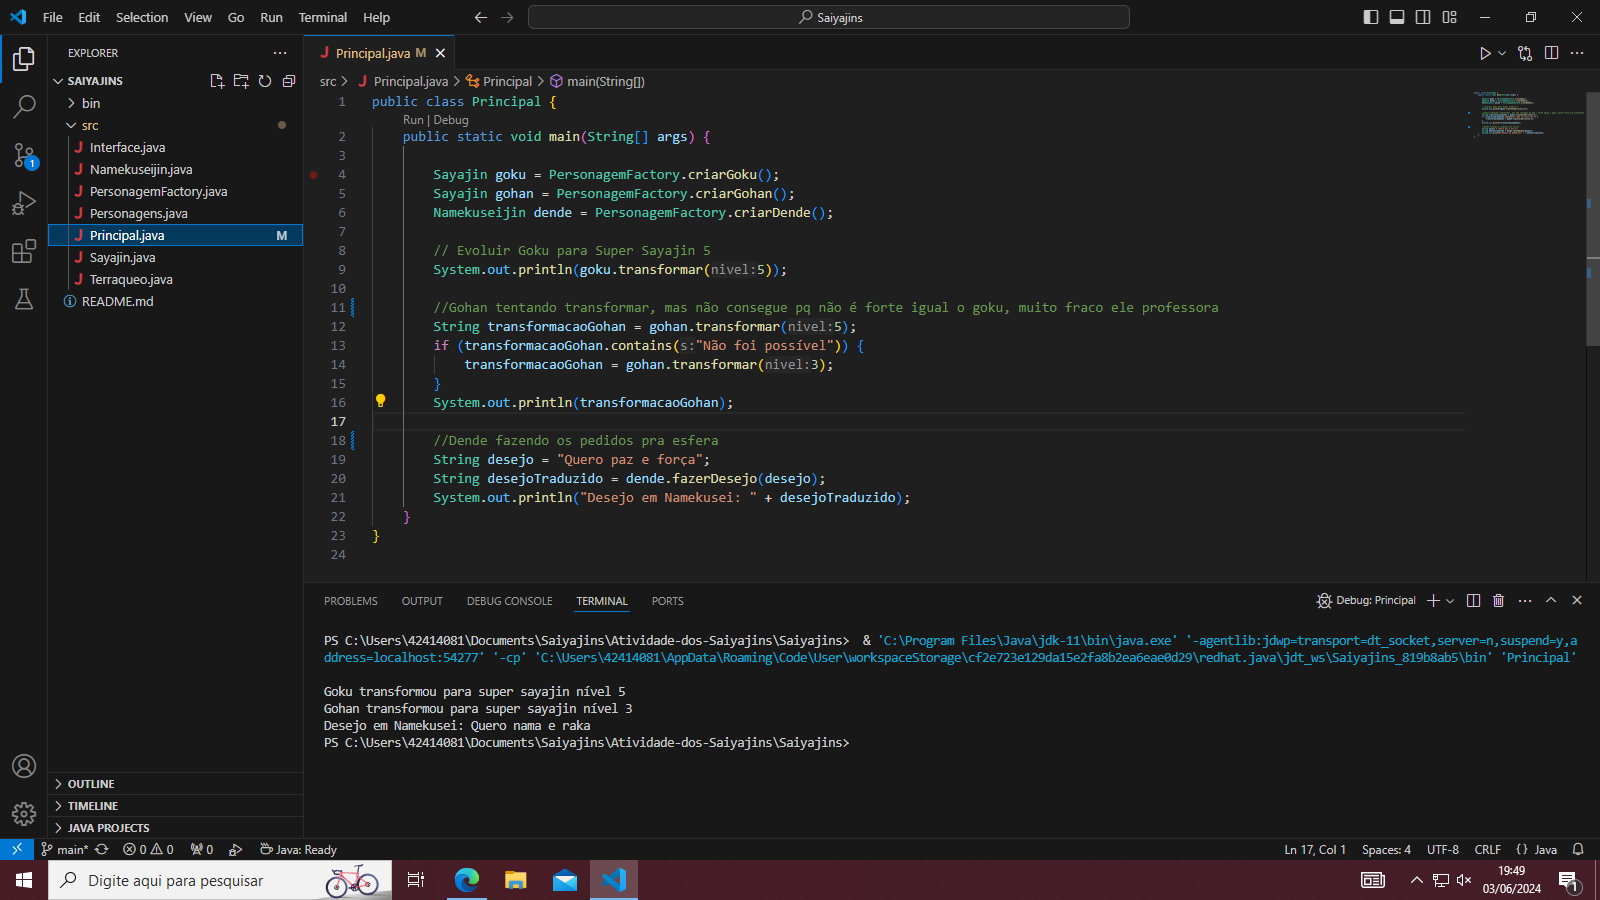 File Edit Selection View Go Run Terminal Help
Saiyajins
EXPLORER
SAIYAJINS
bin
src
Interface.java
Namekuseijin.java
PersonagemFactory.java
Personagens.java
Principal.java M
Sayajin.java
Terraqueo.java
README.md
OUTLINE
TIMELINE
JAVA PROJECTS
1
Principal.java M
src > Principal.java > Principal > main(String[])
1 public class Principal {
Run | Debug
2 public static void main(String[] args) {
3
4 Sayajin goku = PersonagemFactory.criarGoku();
5 Sayajin gohan = PersonagemFactory.criarGohan();
6 Namekuseijin dende = PersonagemFactory.criarDende();
7
8 // Evoluir Goku para Super Sayajin 5
9 System.out.println(goku.transformar(nivel:5));
10
11 //Gohan tentando transformar, mas não consegue pq não é forte igual o goku, muito fraco ele professora
12 String transformacaoGohan = gohan.transformar(nivel:5);
13 if (transformacaoGohan.contains(s:"Não foi possível")) {
14 transformacaoGohan = gohan.transformar(nivel:3);
15 }
16 System.out.println(transformacaoGohan);
17
18 //Dende fazendo os pedidos pra esfera
19 String desejo = "Quero paz e força";
20 String desejoTraduzido = dende.fazerDesejo(desejo);
21 System.out.println("Desejo em Namekusei: " + desejoTraduzido);
22 }
23 }
24
PROBLEMS OUTPUT DEBUG CONSOLE TERMINAL PORTS
Debug: Principal
PS C:\Users\42414081\Documents\Saiyajins\Atividade-dos-Saiyajins\Saiyajins> & 'C:\Program Files\Java\jdk-11\bin\java.exe' '-agentlib:jdwp=transport=dt_socket,server=n,suspend=y,a
ddress=localhost:54277' '-cp' 'C:\Users\42414081\AppData\Roaming\Code\User\workspaceStorage\cf2e723e129da15e2fa8b2ea6eae0d29\redhat.java\jdt_ws\Saiyajins_819b8ab5\bin' 'Principal'
Goku transformou para super sayajin nível 5
Gohan transformou para super sayajin nível 3
Desejo em Namekusei: Quero nama e raka
PS C:\Users\42414081\Documents\Saiyajins\Atividade-dos-Saiyajins\Saiyajins>
main* 0 0 0 Java: Ready
Ln 17, Col 1 Spaces: 4 UTF-8 CRLF {} Java
Digite aqui para pesquisar
19:49
03/06/2024
1